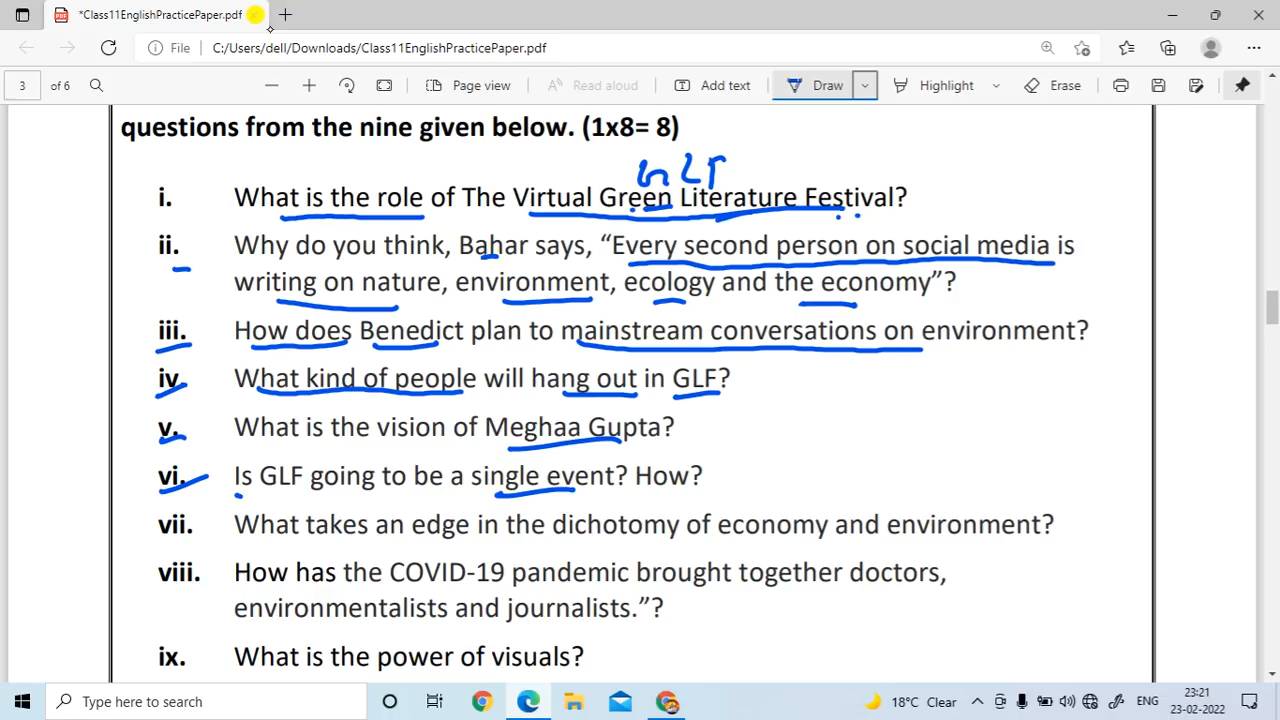 *Class11EnglishPracticePaper.pdf
File C:/Users/dell/Downloads/Class11EnglishPracticePaper.pdf
3 of 6 Page view Read aloud Add text Draw Highlight Erase
questions from the nine given below. (1x8= 8)
GLF
i. What is the role of The Virtual Green Literature Festival?
ii. Why do you think, Bahar says, “Every second person on social media is
writing on nature, environment, ecology and the economy”?
iii. How does Benedict plan to mainstream conversations on environment?
iv. What kind of people will hang out in GLF?
v. What is the vision of Meghaa Gupta?
vi. Is GLF going to be a single event? How?
vii. What takes an edge in the dichotomy of economy and environment?
viii. How has the COVID-19 pandemic brought together doctors,
environmentalists and journalists.”?
ix. What is the power of visuals?
Type here to search 18°C Clear ENG 23:21
23-02-2022